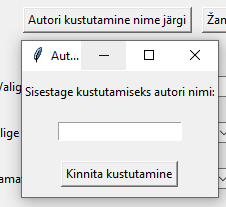 Autori kustutamine nime järgi
Aut...
Sisestage kustutamiseks autori nimi:
Kinnita kustutamine